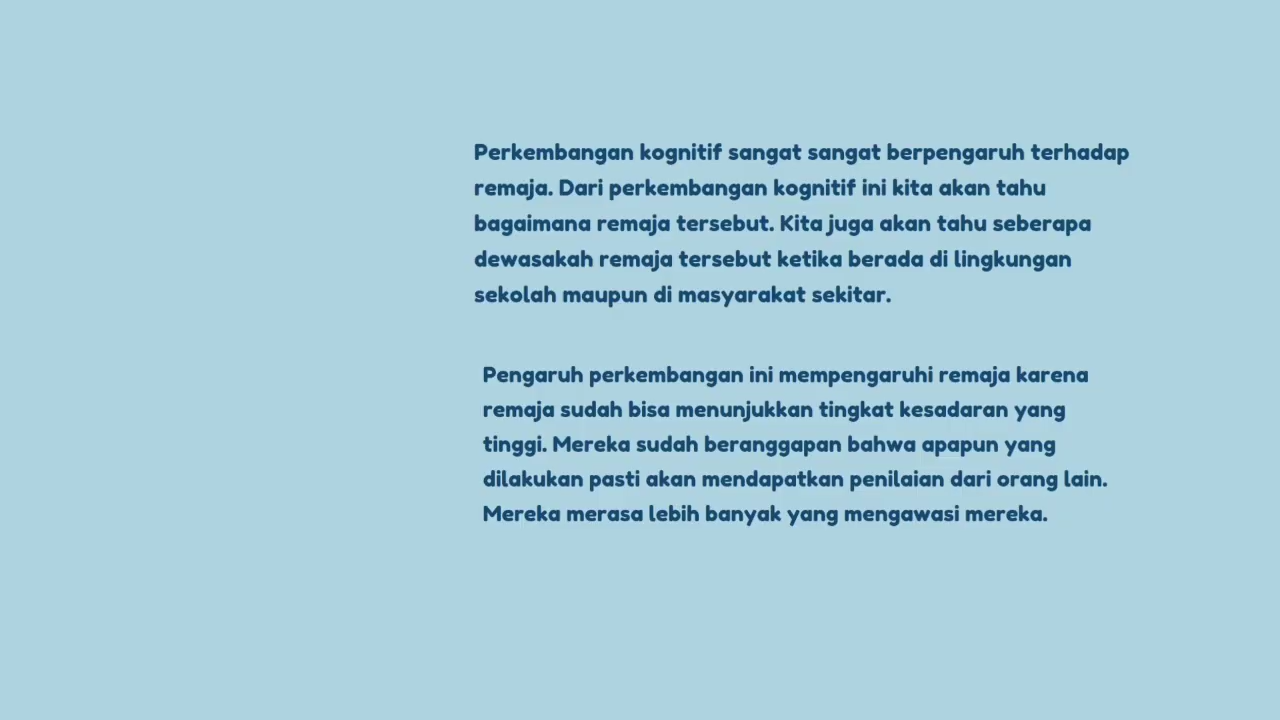 Perkembangan kognitif sangat sangat berpengaruh terhadap
remaja. Dari perkembangan kognitif ini kita akan tahu
bagaimana remaja tersebut. Kita juga akan tahu seberapa
dewasakah remaja tersebut ketika berada di lingkungan
sekolah maupun di masyarakat sekitar.
Pengaruh perkembangan ini mempengaruhi remaja karena
remaja sudah bisa menunjukkan tingkat kesadaran yang
tinggi. Mereka sudah beranggapan bahwa apapun yang
dilakukan pasti akan mendapatkan penilaian dari orang lain.
Mereka merasa lebih banyak yang mengawasi mereka.